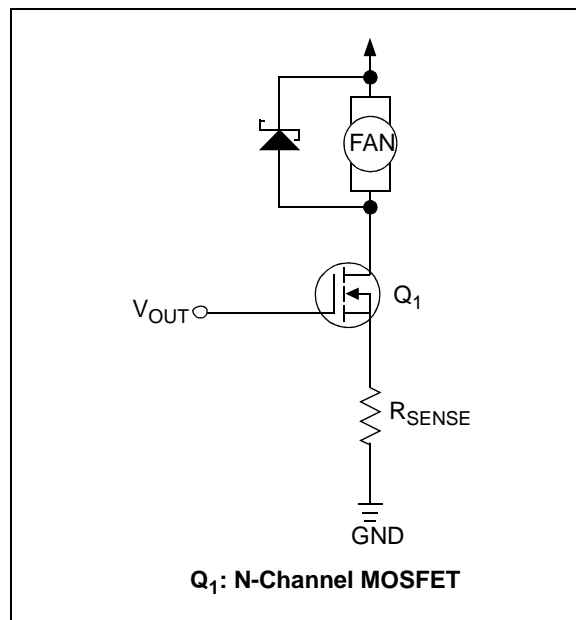 FAN
Q1
VOUT
RSENSE
GND
Q1: N-Channel MOSFET